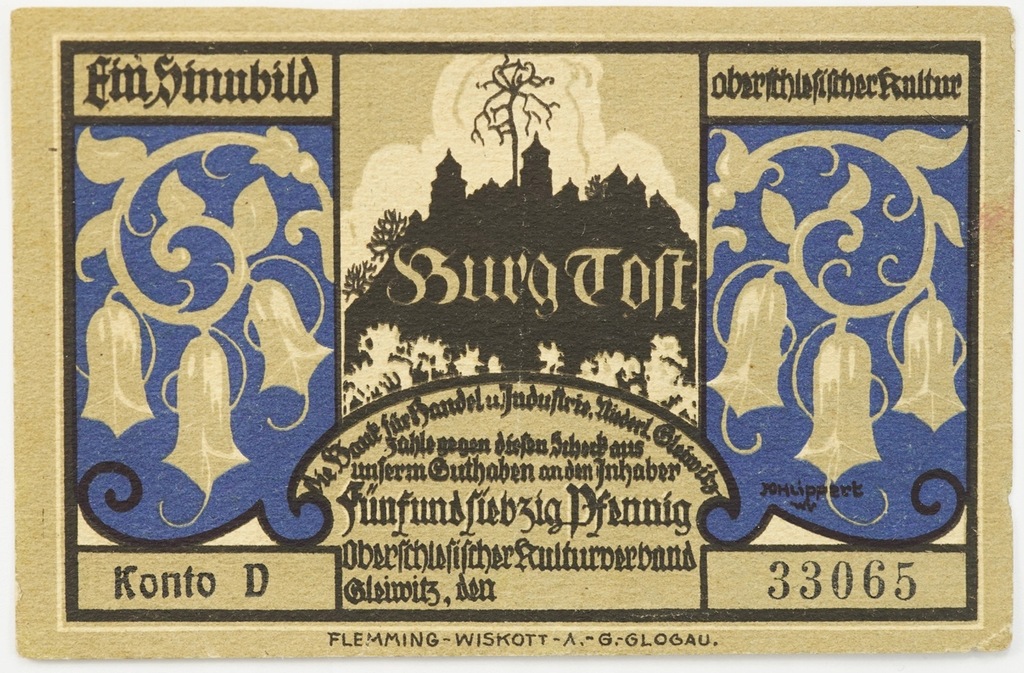 Ein Sinnbild
oberschlesischer Kultur
Burg Tost
die Bank für Handel u. Industrie, Niederl. Gleiwitz
zahle gegen diesen Scheck aus
unserm Guthaben an den Inhaber
Fünfundsiebzig Pfennig
Oberschlesischer Kulturverband
Gleiwitz, den
Konto D
33065
FLEMMING-WISKOTT-A.-G-GLOGAU.